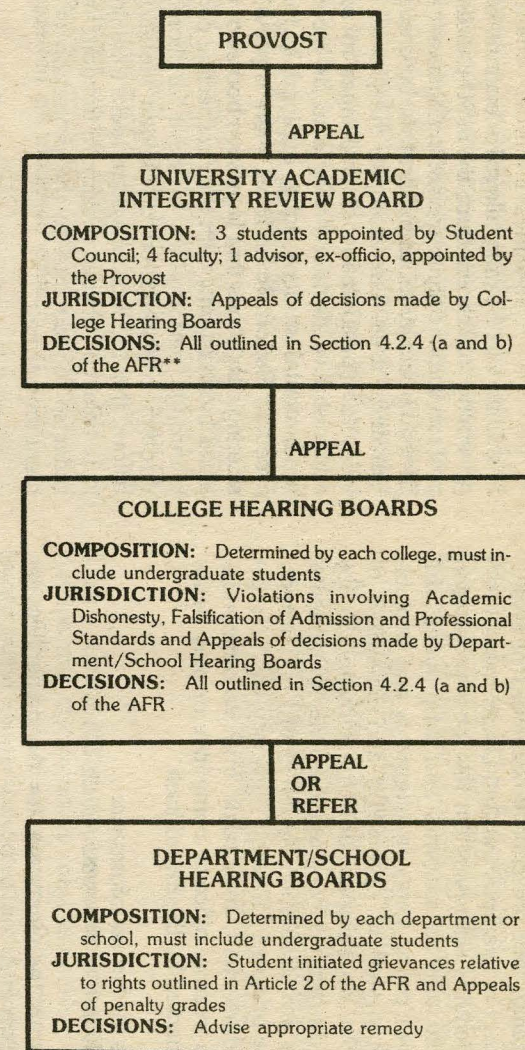 PROVOST
APPEAL
UNIVERSITY ACADEMIC
INTEGRITY REVIEW BOARD
COMPOSITION: 3 students appointed by Student
Council; 4 faculty; 1 advisor, ex-officio, appointed by
the Provost
JURISDICTION: Appeals of decisions made by Col-
lege Hearing Boards
DECISIONS: All outlined in Section 4.2.4 (a and b)
of the AFR**
APPEAL
COLLEGE HEARING BOARDS
COMPOSITION: Determined by each college, must in-
clude undergraduate students
JURISDICTION: Violations involving Academic
Dishonesty, Falsification of Admission and Professional
Standards and Appeals of decisions made by Depart-
ment/School Hearing Boards
DECISIONS: All outlined in Section 4.2.4 (a and b)
of the AFR
APPEAL
OR
REFER
DEPARTMENT/SCHOOL
HEARING BOARDS
COMPOSITION: Determined by each department or
school, must include undergraduate students
JURISDICTION: Student initiated grievances relative
to rights outlined in Article 2 of the AFR and Appeals
of penalty grades
DECISIONS: Advise appropriate remedy